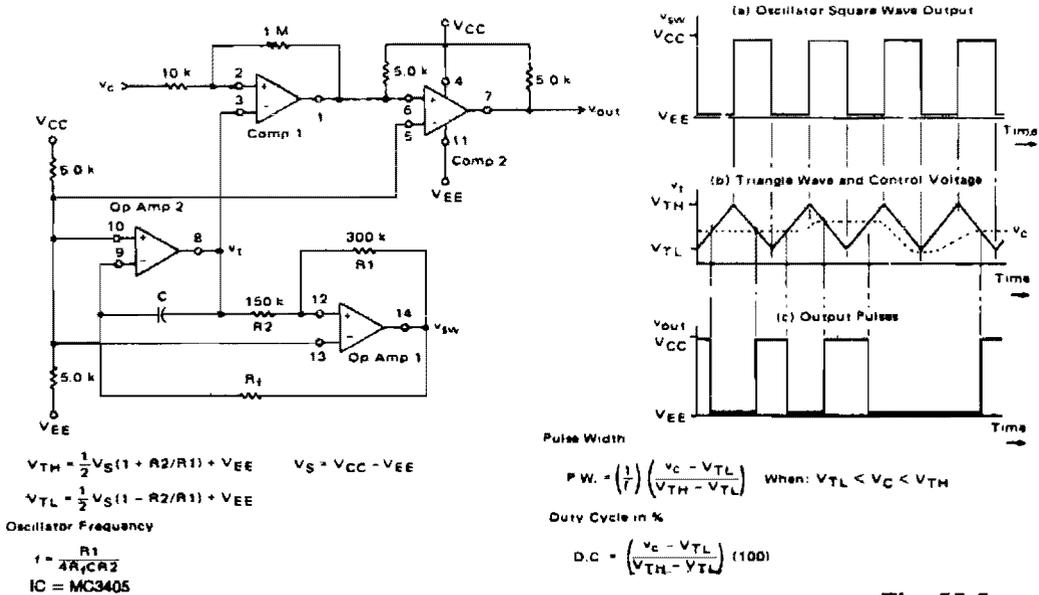 1 M
10 k
vc
2
3
1
Comp 1
VCC
5.0 k
4
5.0 k
6
5
7
11
vout
Comp 2
VEE
VCC
5.0 k
Op Amp 2
10
9
8
vt
C
300 k
R1
150 k
R2
12
13
14
vsw
Op Amp 1
Rf
5.0 k
VEE
VTH = 1/2 VS(1 + R2/R1) + VEE
VS = VCC - VEE
VTL = 1/2 VS(1 - R2/R1) + VEE
Oscillator Frequency
f = R1 / 4RfCR2
IC = MC3405
(a) Oscillator Square Wave Output
vsw
VCC
VEE
Time
(b) Triangle Wave and Control Voltage
vt
VTH
VTL
vc
Time
(c) Output Pulses
vout
VCC
VEE
Time
Pulse Width
P.W. = (1/f) (vc - VTL / VTH - VTL) When: VTL < VC < VTH
Duty Cycle in %
D.C = (vc - VTL / VTH - VTL) (100)